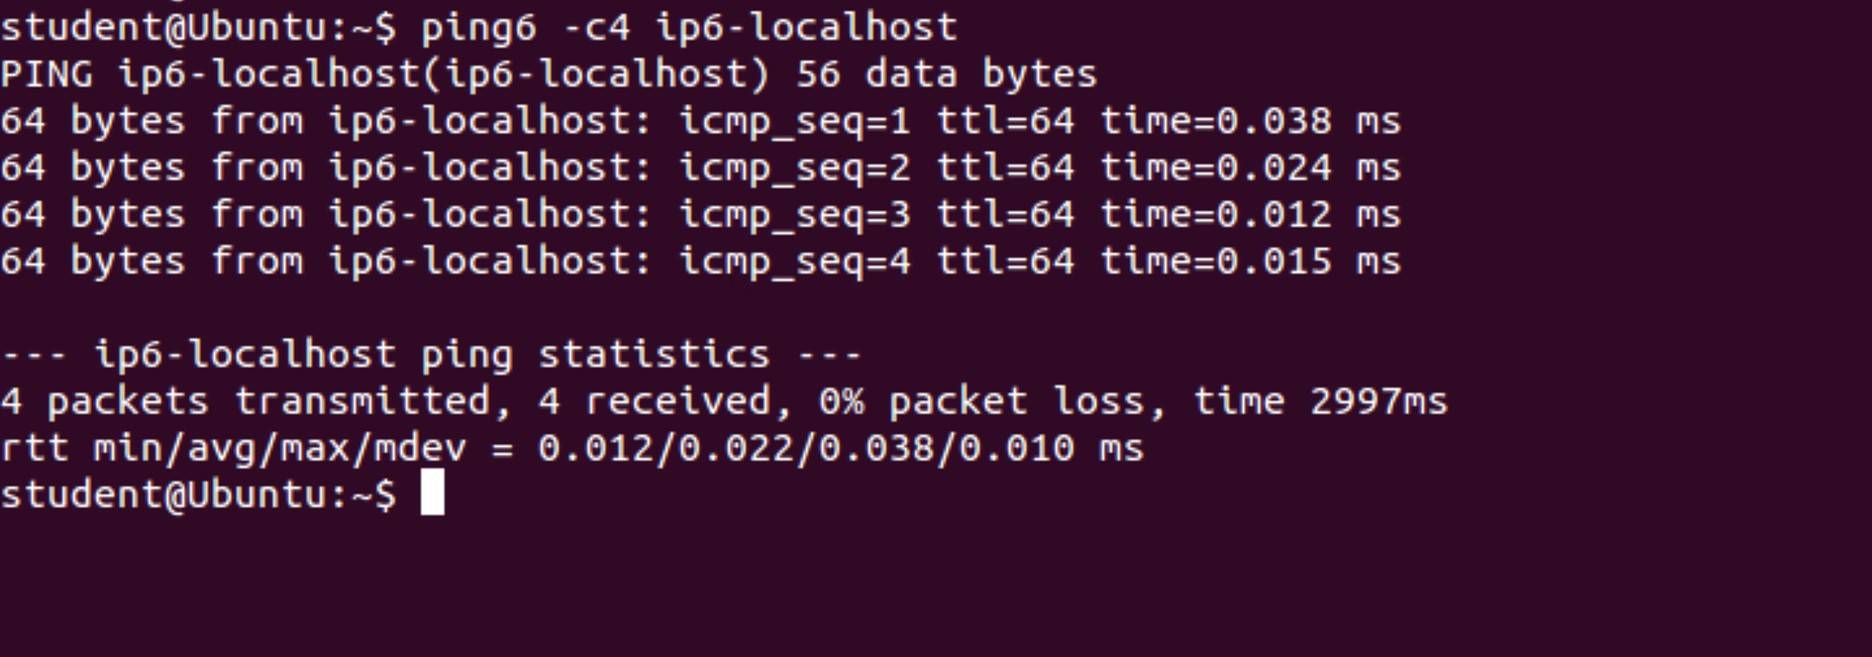 student@Ubuntu:~$ ping6 -c4 ip6-localhost
PING ip6-localhost(ip6-localhost) 56 data bytes
64 bytes from ip6-localhost: icmp_seq=1 ttl=64 time=0.038 ms
64 bytes from ip6-localhost: icmp_seq=2 ttl=64 time=0.024 ms
64 bytes from ip6-localhost: icmp_seq=3 ttl=64 time=0.012 ms
64 bytes from ip6-localhost: icmp_seq=4 ttl=64 time=0.015 ms

--- ip6-localhost ping statistics ---
4 packets transmitted, 4 received, 0% packet loss, time 2997ms
rtt min/avg/max/mdev = 0.012/0.022/0.038/0.010 ms
student@Ubuntu:~$